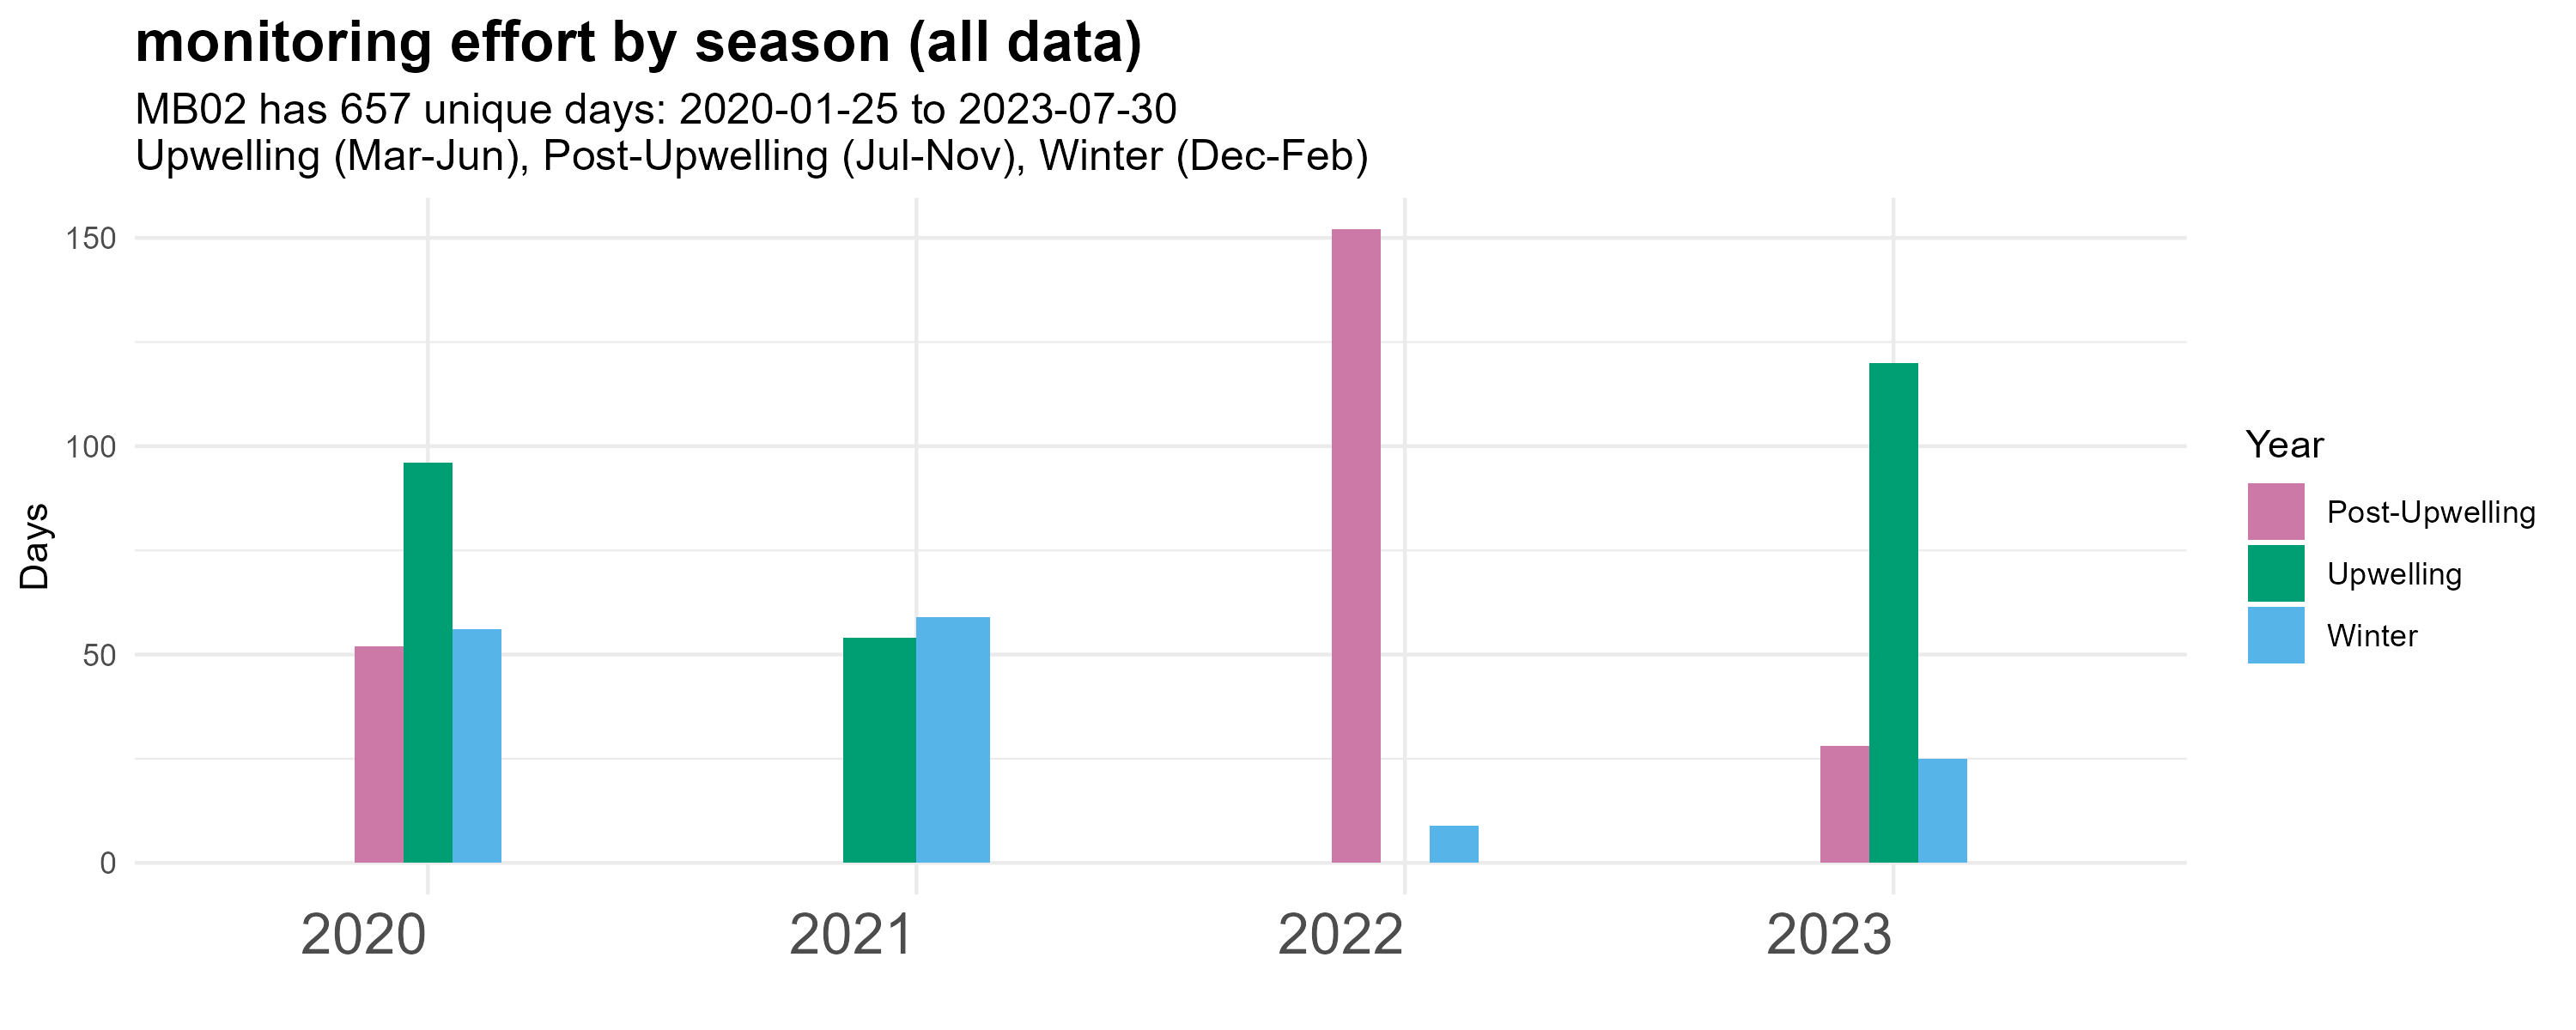 monitoring effort by season (all data)
MB02 has 657 unique days: 2020-01-25 to 2023-07-30
Upwelling (Mar-Jun), Post-Upwelling (Jul-Nov), Winter (Dec-Feb)
150
100
50
0
Days
2020
2021
2022
2023
Year
Post-Upwelling
Upwelling
Winter